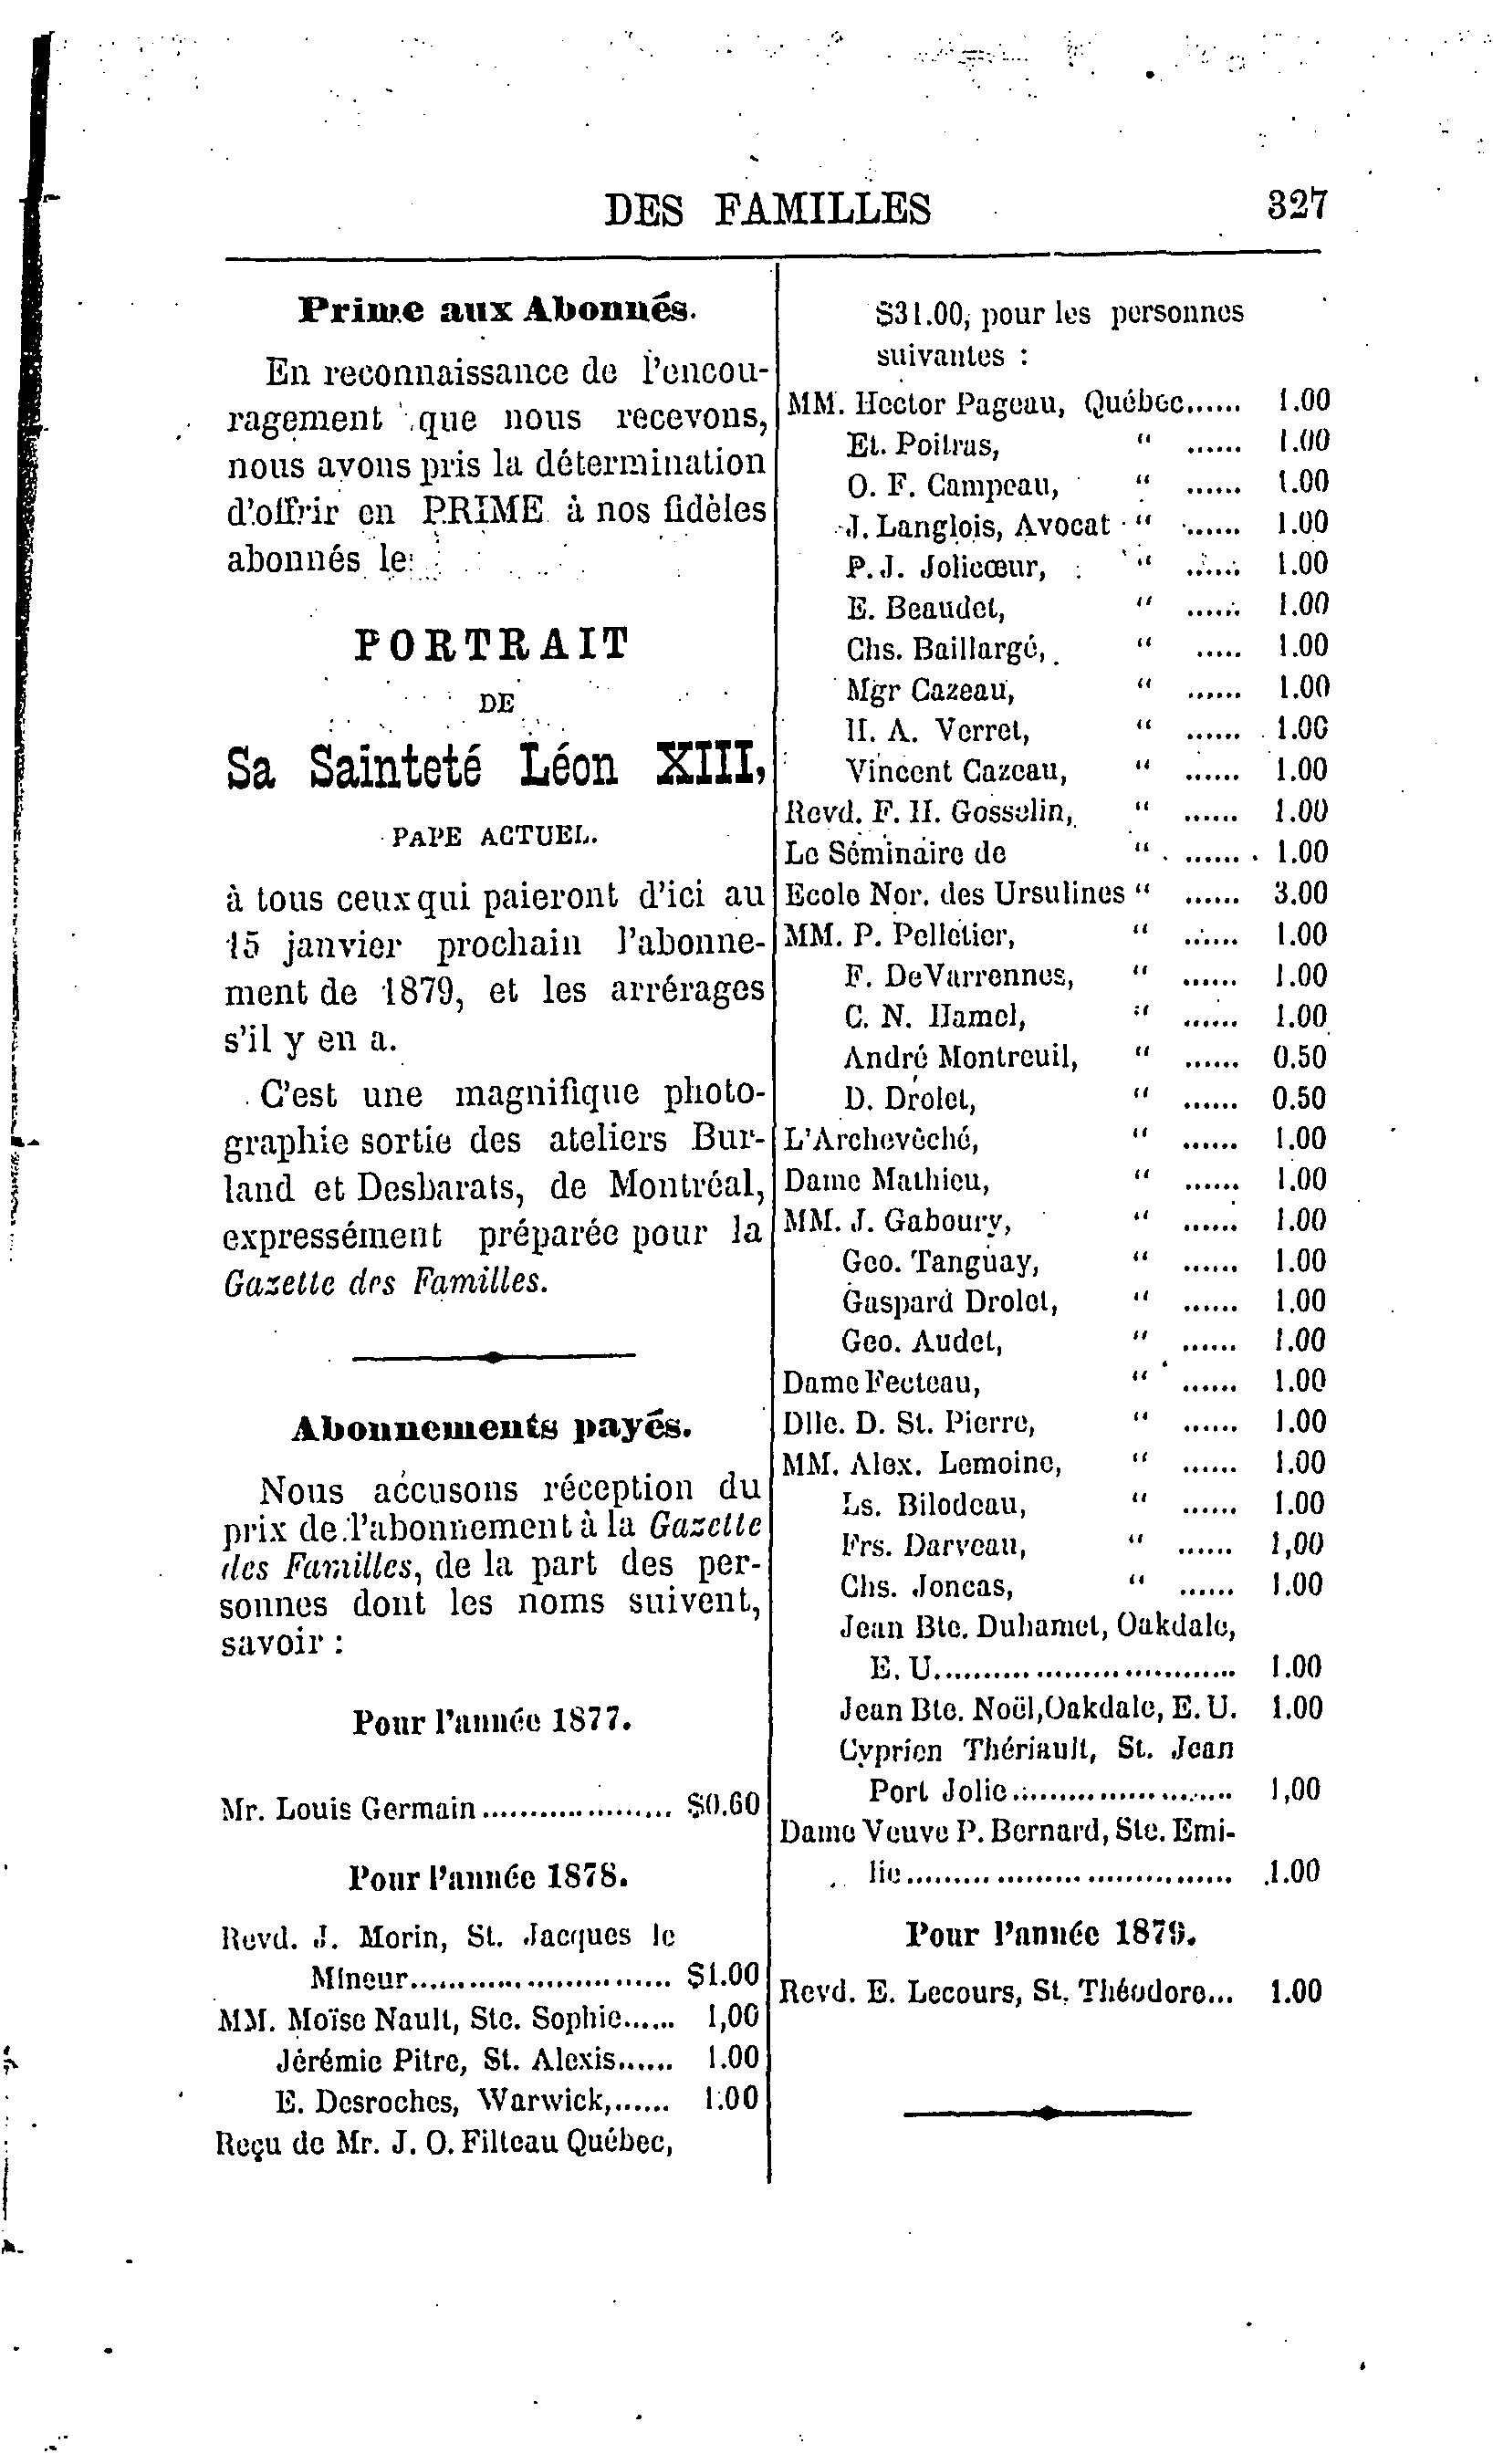 DES FAMILLES 327
Prime aux Abonnés.
En reconnaissance de l'encou-
ragement que nous recevons,
nous avons pris la détermination
d'offrir en PRIME à nos fidèles
abonnés le
PORTRAIT
DE
Sa Sainteté Léon XIII,
PAPE ACTUEL.
à tous ceux qui paieront d'ici au
15 janvier prochain l'abonne-
ment de 1879, et les arrérages
s'il y en a.
C'est une magnifique photo-
graphie sortie des ateliers Bur-
land et Desbarats, de Montréal,
expressément préparée pour la
Gazette des Familles.
Abonnements payés.
Nous accusons réception du
prix de l'abonnement à la Gazette
des Familles, de la part des per-
sonnes dont les noms suivent,
savoir :
Pour l'année 1877.
Mr. Louis Germain.................... $0.60
Pour l'année 1878.
Revd. J. Morin, St. Jacques le
Mineur............................ $1.00
MM. Moïse Nault, Ste. Sophie...... 1,00
Jérémie Pitre, St. Alexis...... 1.00
E. Desroches, Warwick,...... 1.00
Reçu de Mr. J. O. Filteau Québec,
$31.00, pour les personnes
suivantes :
MM. Hector Pageau, Québec...... 1.00
Et. Poitras, " ...... 1.00
O. F. Campeau, " ...... 1.00
J. Langlois, Avocat " ...... 1.00
P. J. Jolicœur, " ...... 1.00
E. Beaudet, " ...... 1.00
Chs. Baillargé, " ..... 1.00
Mgr Cazeau, " ...... 1.00
H. A. Verret, " ...... 1.00
Vincent Cazeau, " ...... 1.00
Revd. F. H. Gosselin, " ...... 1.00
Le Séminaire de " ...... 1.00
Ecole Nor. des Ursulines " ...... 3.00
MM. P. Pelletier, " ...... 1.00
F. DeVarrennes, " ...... 1.00
C. N. Hamel, " ...... 1.00
André Montreuil, " ...... 0.50
D. Drolet, " ...... 0.50
L'Archevêché, " ...... 1.00
Dame Mathieu, " ...... 1.00
MM. J. Gaboury, " ...... 1.00
Geo. Tanguay, " ...... 1.00
Gaspard Drolet, " ...... 1.00
Geo. Audet, " ...... 1.00
Dame Fecteau, " ...... 1.00
Dlle. D. St. Pierre, " ...... 1.00
MM. Alex. Lemoine, " ...... 1.00
Ls. Bilodeau, " ...... 1.00
Frs. Darveau, " ...... 1,00
Chs. Joncas, " ...... 1.00
Jean Bte. Duhamel, Oakdale,
E. U................................. 1.00
Jean Bte. Noël, Oakdale, E. U. 1.00
Cyprien Thériault, St. Jean
Port Jolie........................ 1,00
Dame Veuve P. Bernard, Ste. Emi-
lie.................................... 1.00
Pour l'année 1879.
Revd. E. Lecours, St. Théodore... 1.00